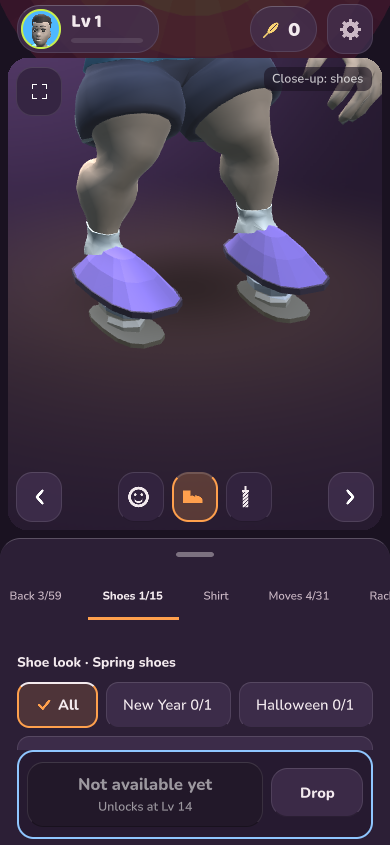 Lv 1
0
Close-up: shoes
Back 3/59
Shoes 1/15
Shirt
Moves 4/31
Shoe look · Spring shoes
All
New Year 0/1
Halloween 0/1
Not available yet
Unlocks at Lv 14
Drop